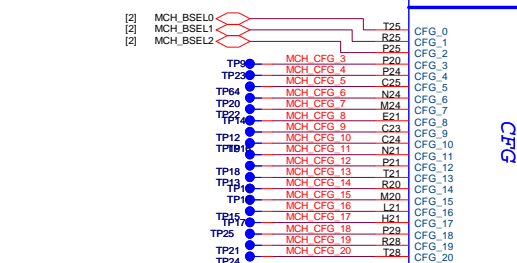 [2] MCH_BSEL0 T25 CFG_0
[2] MCH_BSEL1 R25 CFG_1
[2] MCH_BSEL2 P25 CFG_2
TP9 MCH_CFG_3 P20 CFG_3
TP23 MCH_CFG_4 P24 CFG_4
MCH_CFG_5 C25 CFG_5
TP64 MCH_CFG_6 N24 CFG_6
TP20 MCH_CFG_7 M24 CFG_7
TP22 MCH_CFG_8 E21 CFG_8
TP14 MCH_CFG_9 C23 CFG_9
TP12 MCH_CFG_10 C24 CFG_10
MCH_CFG_11 N21 CFG_11
MCH_CFG_12 P21 CFG_12
TP18 MCH_CFG_13 T21 CFG_13
TP13 MCH_CFG_14 R20 CFG_14
MCH_CFG_15 M20 CFG_15
MCH_CFG_16 L21 CFG_16
TP15 TP17 MCH_CFG_17 H21 CFG_17
TP25 MCH_CFG_18 P29 CFG_18
MCH_CFG_19 R28 CFG_19
TP21 MCH_CFG_20 T28 CFG_20
TP24
CFG